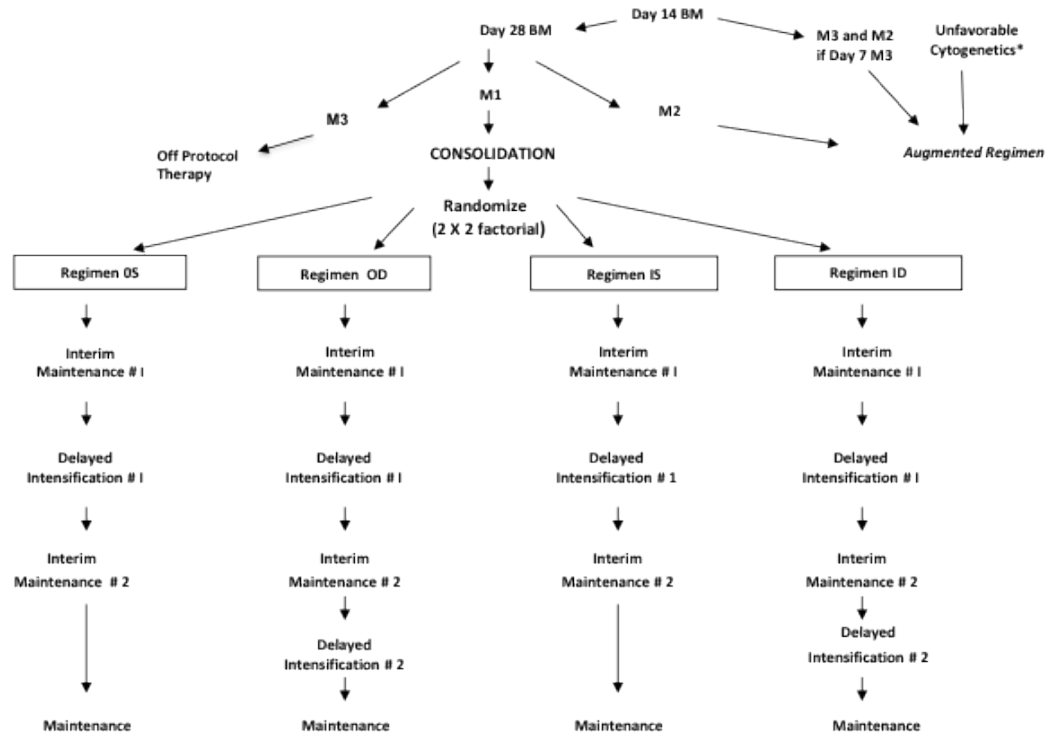 Day 14 BM
Day 28 BM
M3 and M2
if Day 7 M3
Unfavorable
Cytogenetics*
M1
M3
M2
Off Protocol
Therapy
CONSOLIDATION
Augmented Regimen
Randomize
(2 X 2 factorial)
Regimen 0S
Regimen OD
Regimen IS
Regimen ID
Interim
Maintenance # I
Interim
Maintenance # I
Interim
Maintenance # I
Interim
Maintenance # I
Delayed
Intensification # I
Delayed
Intensification # I
Delayed
Intensification # 1
Delayed
Intensification # I
Interim
Maintenance # 2
Interim
Maintenance # 2
Interim
Maintenance # 2
Interim
Maintenance # 2
Delayed
Intensification # 2
Delayed
Intensification # 2
Maintenance
Maintenance
Maintenance
Maintenance